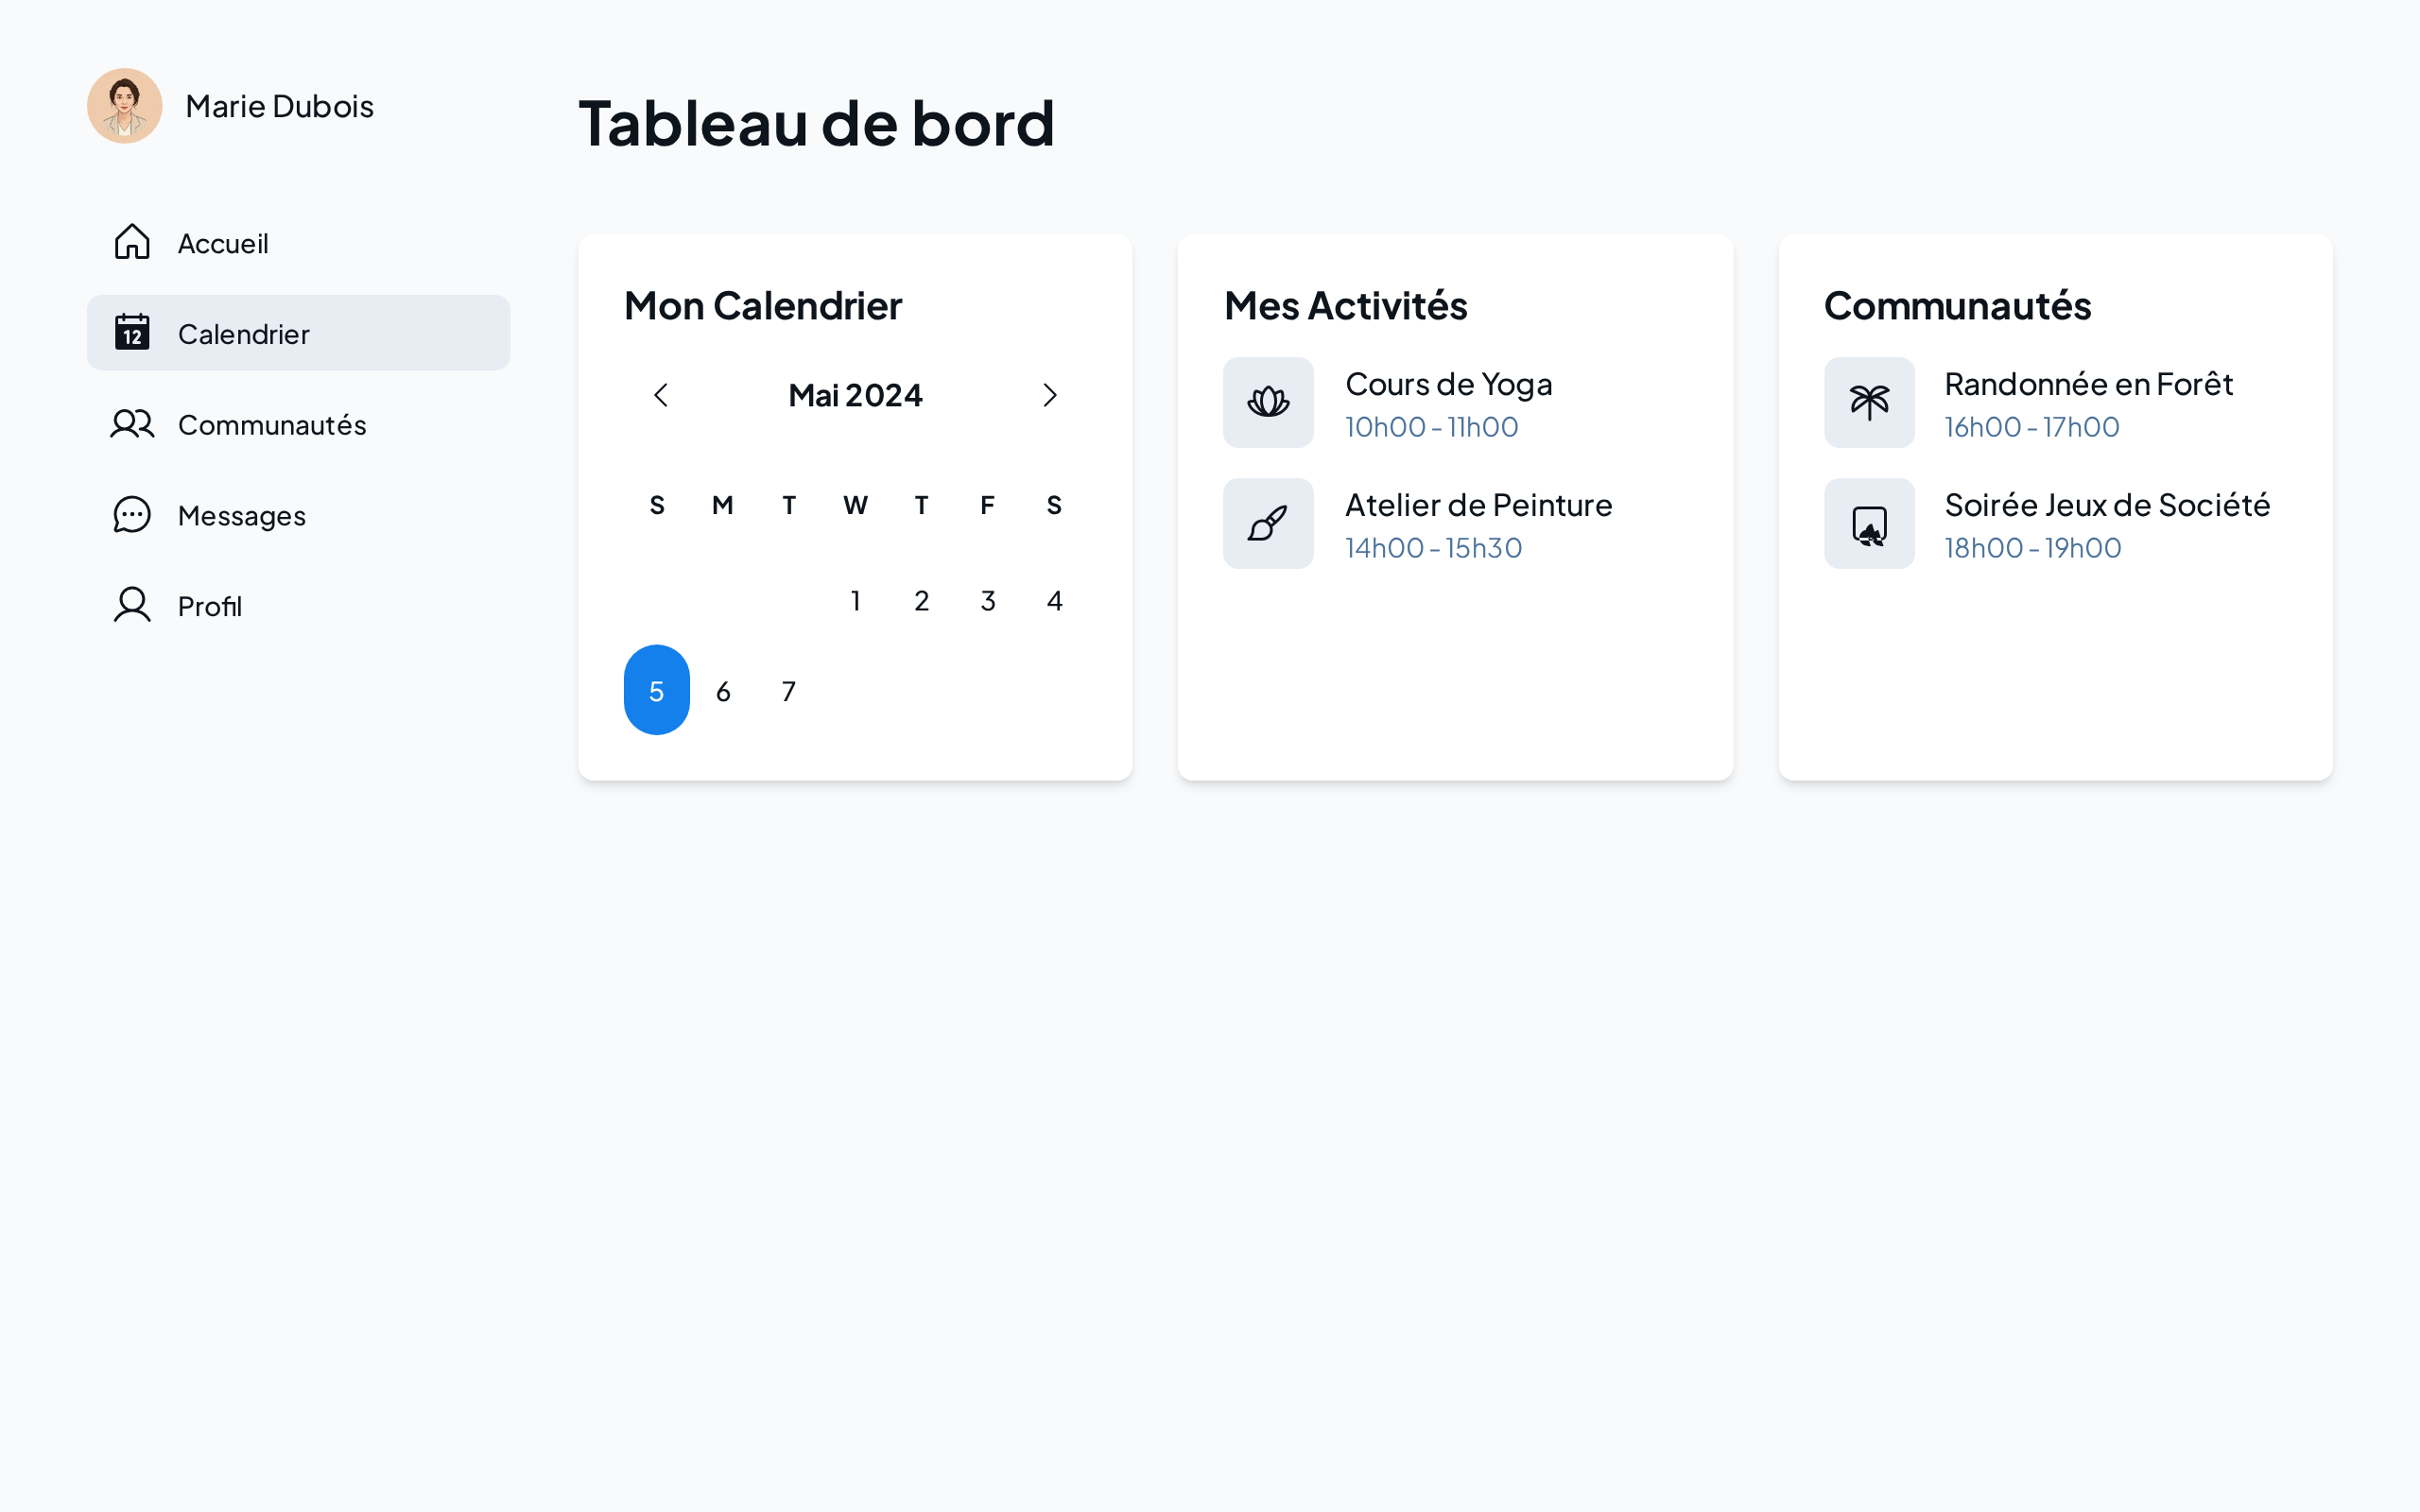 Marie Dubois
Accueil
12
Calendrier
Communautés
Messages
Profil
Tableau de bord
Mon Calendrier
Mai 2024
S M T W T F S
1 2 3 4
5 6 7
Mes Activités
Cours de Yoga
10h00 - 11h00
Atelier de Peinture
14h00 - 15h30
Communautés
Randonnée en Forêt
16h00 - 17h00
Soirée Jeux de Société
18h00 - 19h00